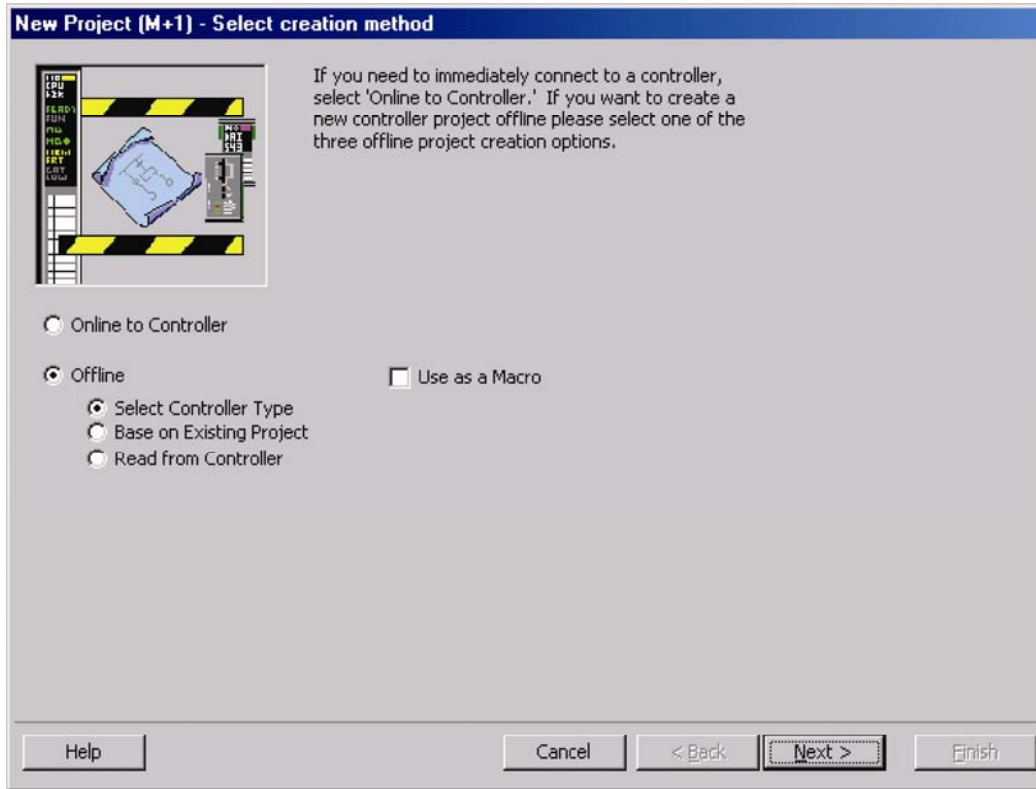 New Project (M+1) - Select creation method
If you need to immediately connect to a controller,
select 'Online to Controller.' If you want to create a
new controller project offline please select one of the
three offline project creation options.
CPU
Online to Controller
Offline
Use as a Macro
Select Controller Type
Base on Existing Project
Read from Controller
Help
Cancel
< Back
Next >
Finish